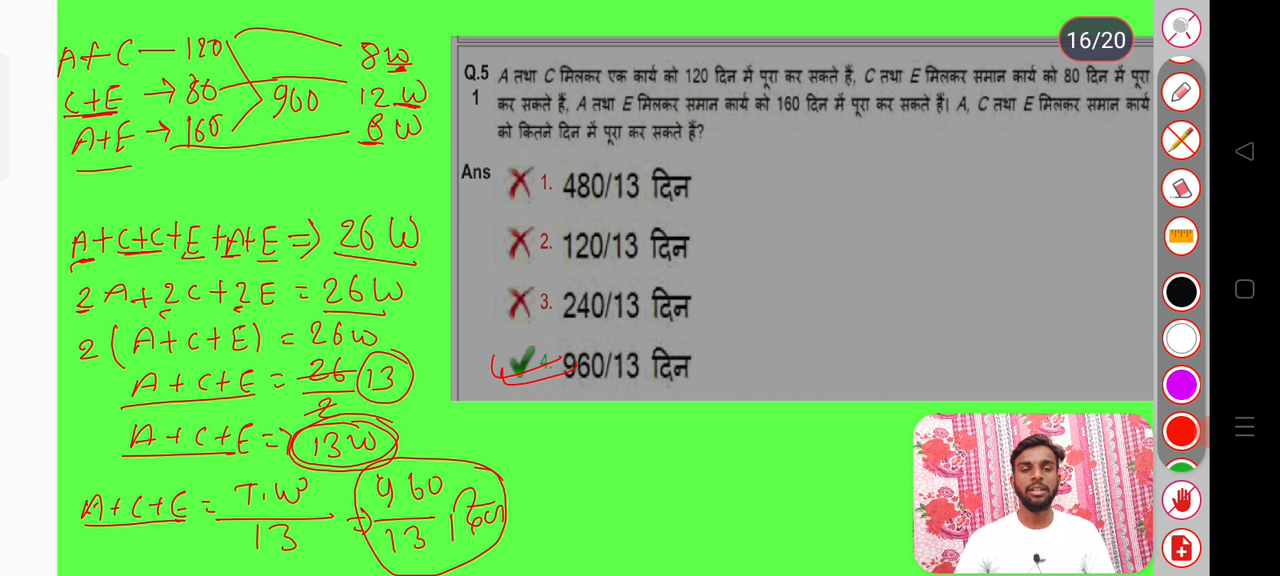 A+C — 120 8W
C+E → 80 960 12W
A+E → 160 6W
A+C+C+E+A+E ⇒ 26 W
2A+2C+2E = 26W
2(A+C+E) = 26W
A+C+E = 26/2 13
A+C+E ⇒ 13W
A+C+E = T.W/13 ⇒ 960/13 दिन
16/20
Q.5 A तथा C मिलकर एक कार्य को 120 दिन में पूरा कर सकते हैं, C तथा E मिलकर समान कार्य को 80 दिन में पूरा
1 कर सकते हैं, A तथा E मिलकर समान कार्य को 160 दिन में पूरा कर सकते हैं। A, C तथा E मिलकर समान कार्य
को कितने दिन में पूरा कर सकते हैं?
Ans 1. 480/13 दिन
2. 120/13 दिन
3. 240/13 दिन
4. 960/13 दिन